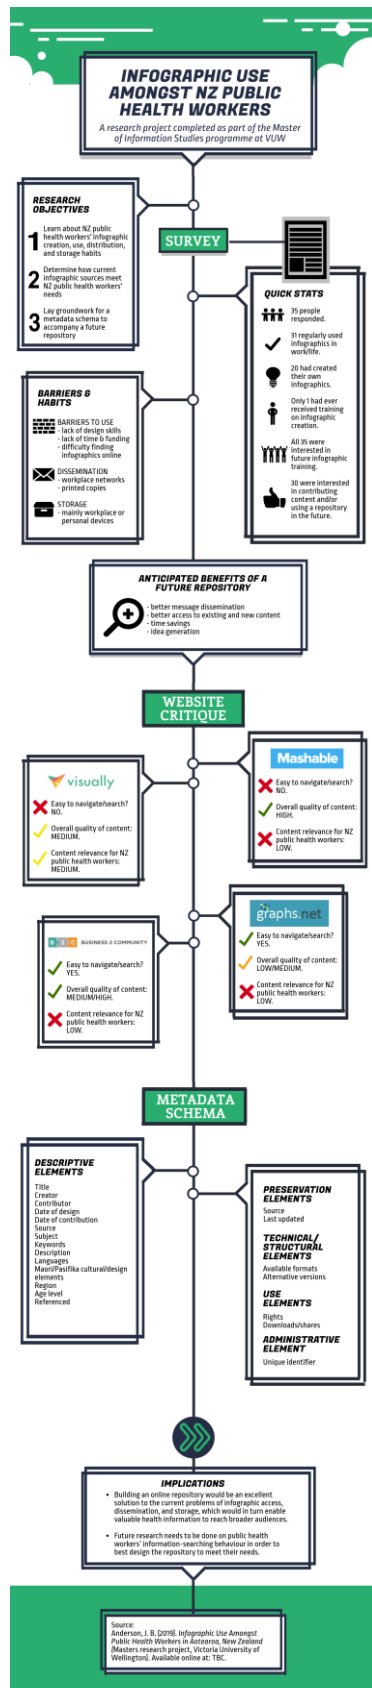 INFOGRAPHIC USE
AMONGST NZ PUBLIC
HEALTH WORKERS
A research project completed as part of the Master
of Information Studies programme at VUW
RESEARCH
OBJECTIVES
1 Learn about NZ public
health workers' infographic
creation, use, distribution,
and storage habits
2 Determine how current
infographic sources meet
NZ public health workers'
needs
3 Lay groundwork for a
metadata schema to
accompany a future
repository
SURVEY
QUICK STATS
35 people
responded.
31 regularly used
infographics in
work/life.
20 had created
their own
infographics.
Only 1 had ever
received training
on infographic
creation.
All 35 were
interested in
future infographic
training.
30 were interested
in contributing
content and/or
using a repository
in the future.
BARRIERS &
HABITS
BARRIERS TO USE
- lack of design skills
- lack of time & funding
- difficulty finding
infographics online
DISSEMINATION
- workplace networks
- printed copies
STORAGE
- mainly workplace or
personal devices
ANTICIPATED BENEFITS OF A
FUTURE REPOSITORY
- better message dissemination
- better access to existing and new content
- time savings
- idea generation
WEBSITE
CRITIQUE
visually
Easy to navigate/search?
NO.
Overall quality of content:
MEDIUM.
Content relevance for NZ
public health workers:
MEDIUM.
Mashable
Easy to navigate/search?
NO.
Overall quality of content:
HIGH.
Content relevance for NZ
public health workers:
LOW.
B 2 C BUSINESS 2 COMMUNITY
Easy to navigate/search?
YES.
Overall quality of content:
MEDIUM/HIGH.
Content relevance for NZ
public health workers:
LOW.
graphs.net
Easy to navigate/search?
YES.
Overall quality of content:
LOW/MEDIUM.
Content relevance for NZ
public health workers:
LOW.
METADATA
SCHEMA
DESCRIPTIVE
ELEMENTS
Title
Creator
Contributor
Date of design
Date of contribution
Source
Subject
Keywords
Description
Languages
Maori/Pasifika cultural/design
elements
Region
Age level
Referenced
PRESERVATION
ELEMENTS
Source
Last updated
TECHNICAL/
STRUCTURAL
ELEMENTS
Available formats
Alternative versions
USE
ELEMENTS
Rights
Downloads/shares
ADMINISTRATIVE
ELEMENT
Unique identifier
IMPLICATIONS
• Building an online repository would be an excellent
solution to the current problems of infographic access,
dissemination, and storage, which would in turn enable
valuable health information to reach broader audiences.
• Future research needs to be done on public health
workers' information-searching behaviour in order to
best design the repository to meet their needs.
Source:
Anderson, J. B. (2019). Infographic Use Amongst
Public Health Workers in Aotearoa, New Zealand
(Masters research project, Victoria University of
Wellington). Available online at: TBC.